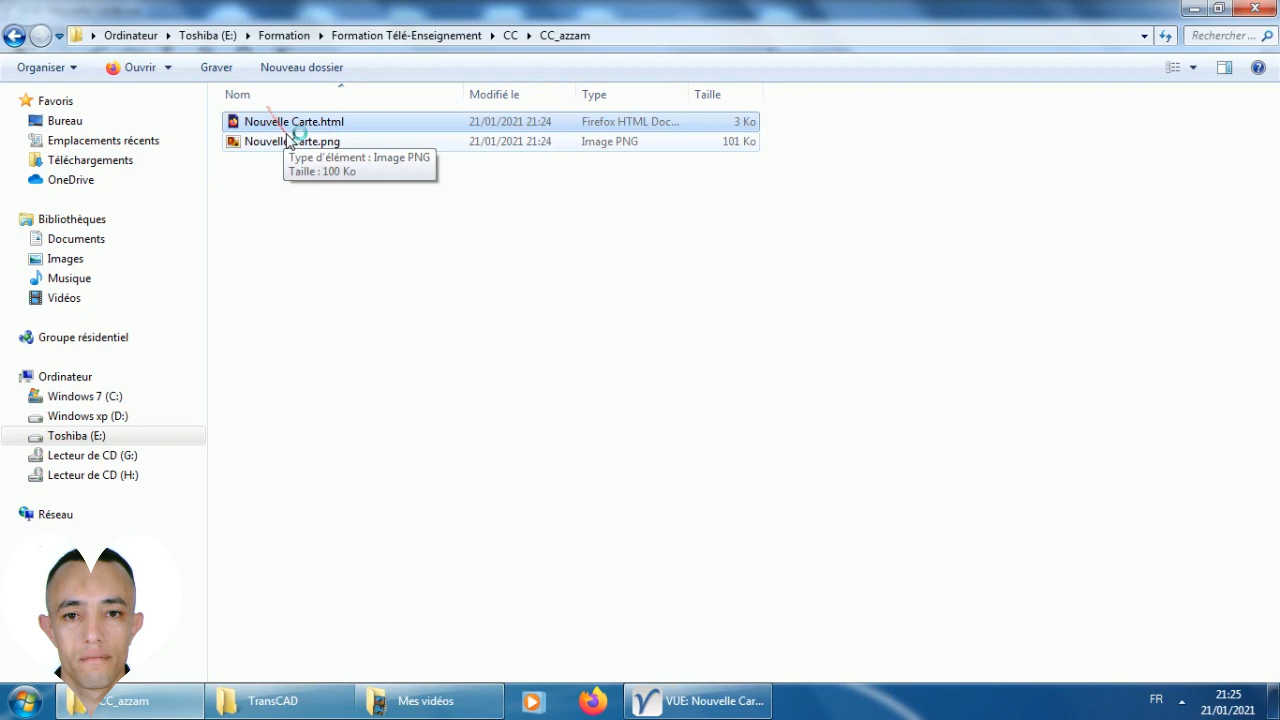 Ordinateur Toshiba (E:) Formation Formation Télé-Enseignement CC CC_azzam Rechercher ...
Organiser Ouvrir Graver Nouveau dossier
Nom Modifié le Type Taille
Nouvelle Carte.html 21/01/2021 21:24 Firefox HTML Doc... 3 Ko
Nouvelle Carte.png 21/01/2021 21:24 Image PNG 101 Ko
Type d'élément : Image PNG
Taille : 100 Ko
Favoris
Bureau
Emplacements récents
Téléchargements
OneDrive
Bibliothèques
Documents
Images
Musique
Vidéos
Groupe résidentiel
Ordinateur
Windows 7 (C:)
Windows xp (D:)
Toshiba (E:)
Lecteur de CD (G:)
Lecteur de CD (H:)
Réseau
CC_azzam TransCAD Mes vidéos VUE: Nouvelle Car... FR 21:25
21/01/2021